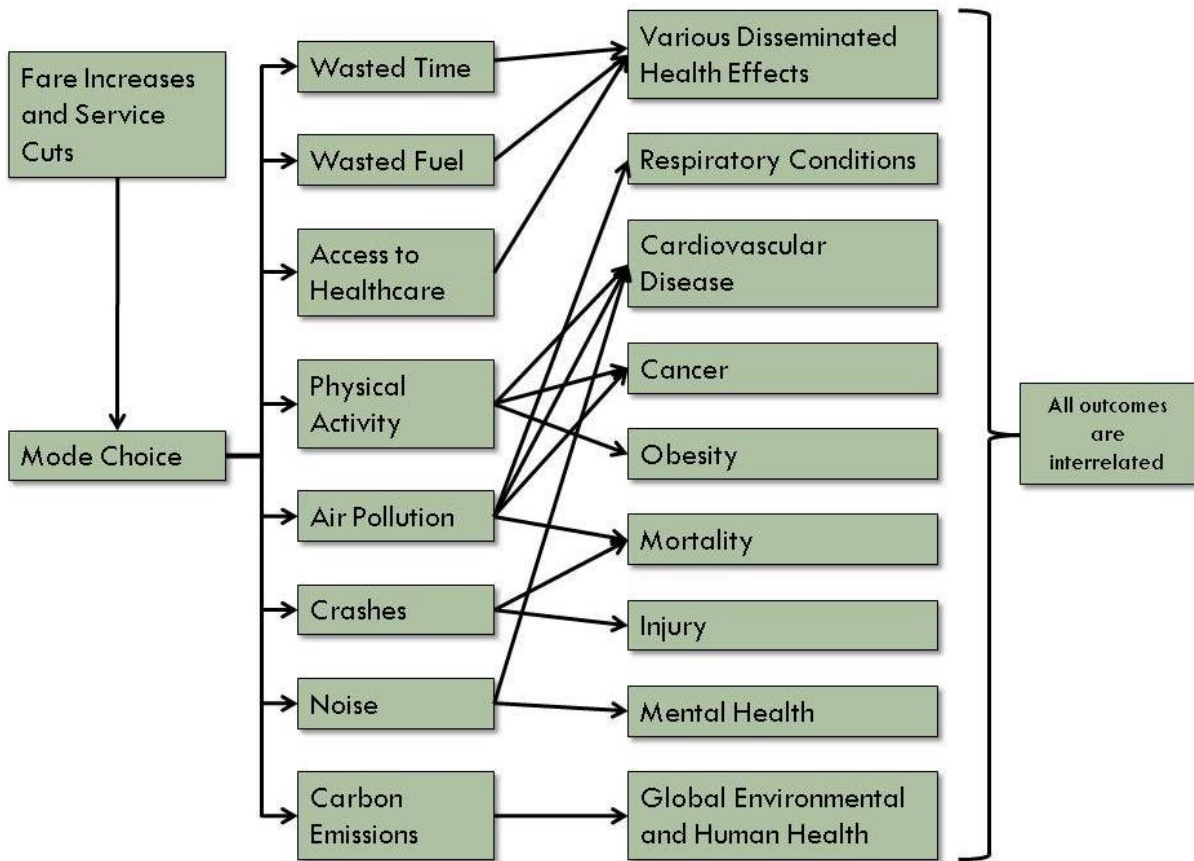 Fare Increases
and Service
Cuts
Mode Choice
Wasted Time
Wasted Fuel
Access to
Healthcare
Physical
Activity
Air Pollution
Crashes
Noise
Carbon
Emissions
Various Disseminated
Health Effects
Respiratory Conditions
Cardiovascular
Disease
Cancer
Obesity
Mortality
Injury
Mental Health
Global Environmental
and Human Health
All outcomes
are
interrelated